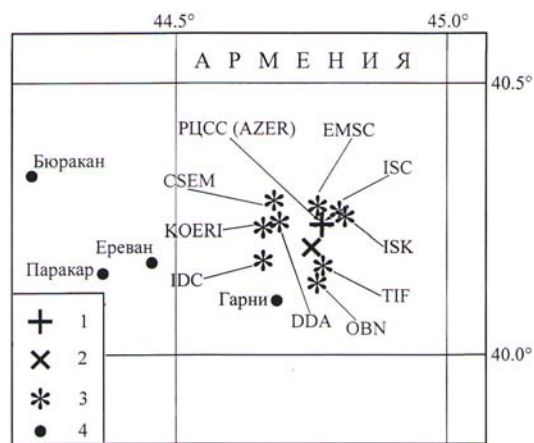 44.5° 45.0°
АРМЕНИЯ
40.5°
РЦСС (AZER) EMSC
Бюракан
CSEM ISC
KOERI
Ереван ISK
Паракар IDC
Гарни TIF
DDA OBN
40.0°
1
2
3
4